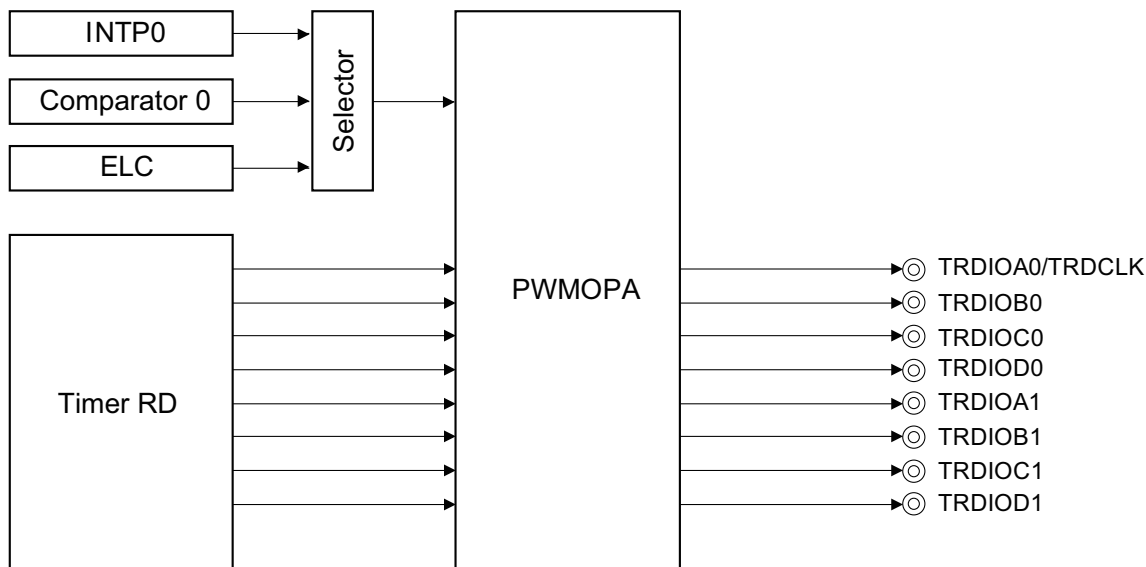 INTP0
Comparator 0
ELC
Selector
Timer RD
PWMOPA
TRDIOA0/TRDCLK
TRDIOB0
TRDIOC0
TRDIOD0
TRDIOA1
TRDIOB1
TRDIOC1
TRDIOD1